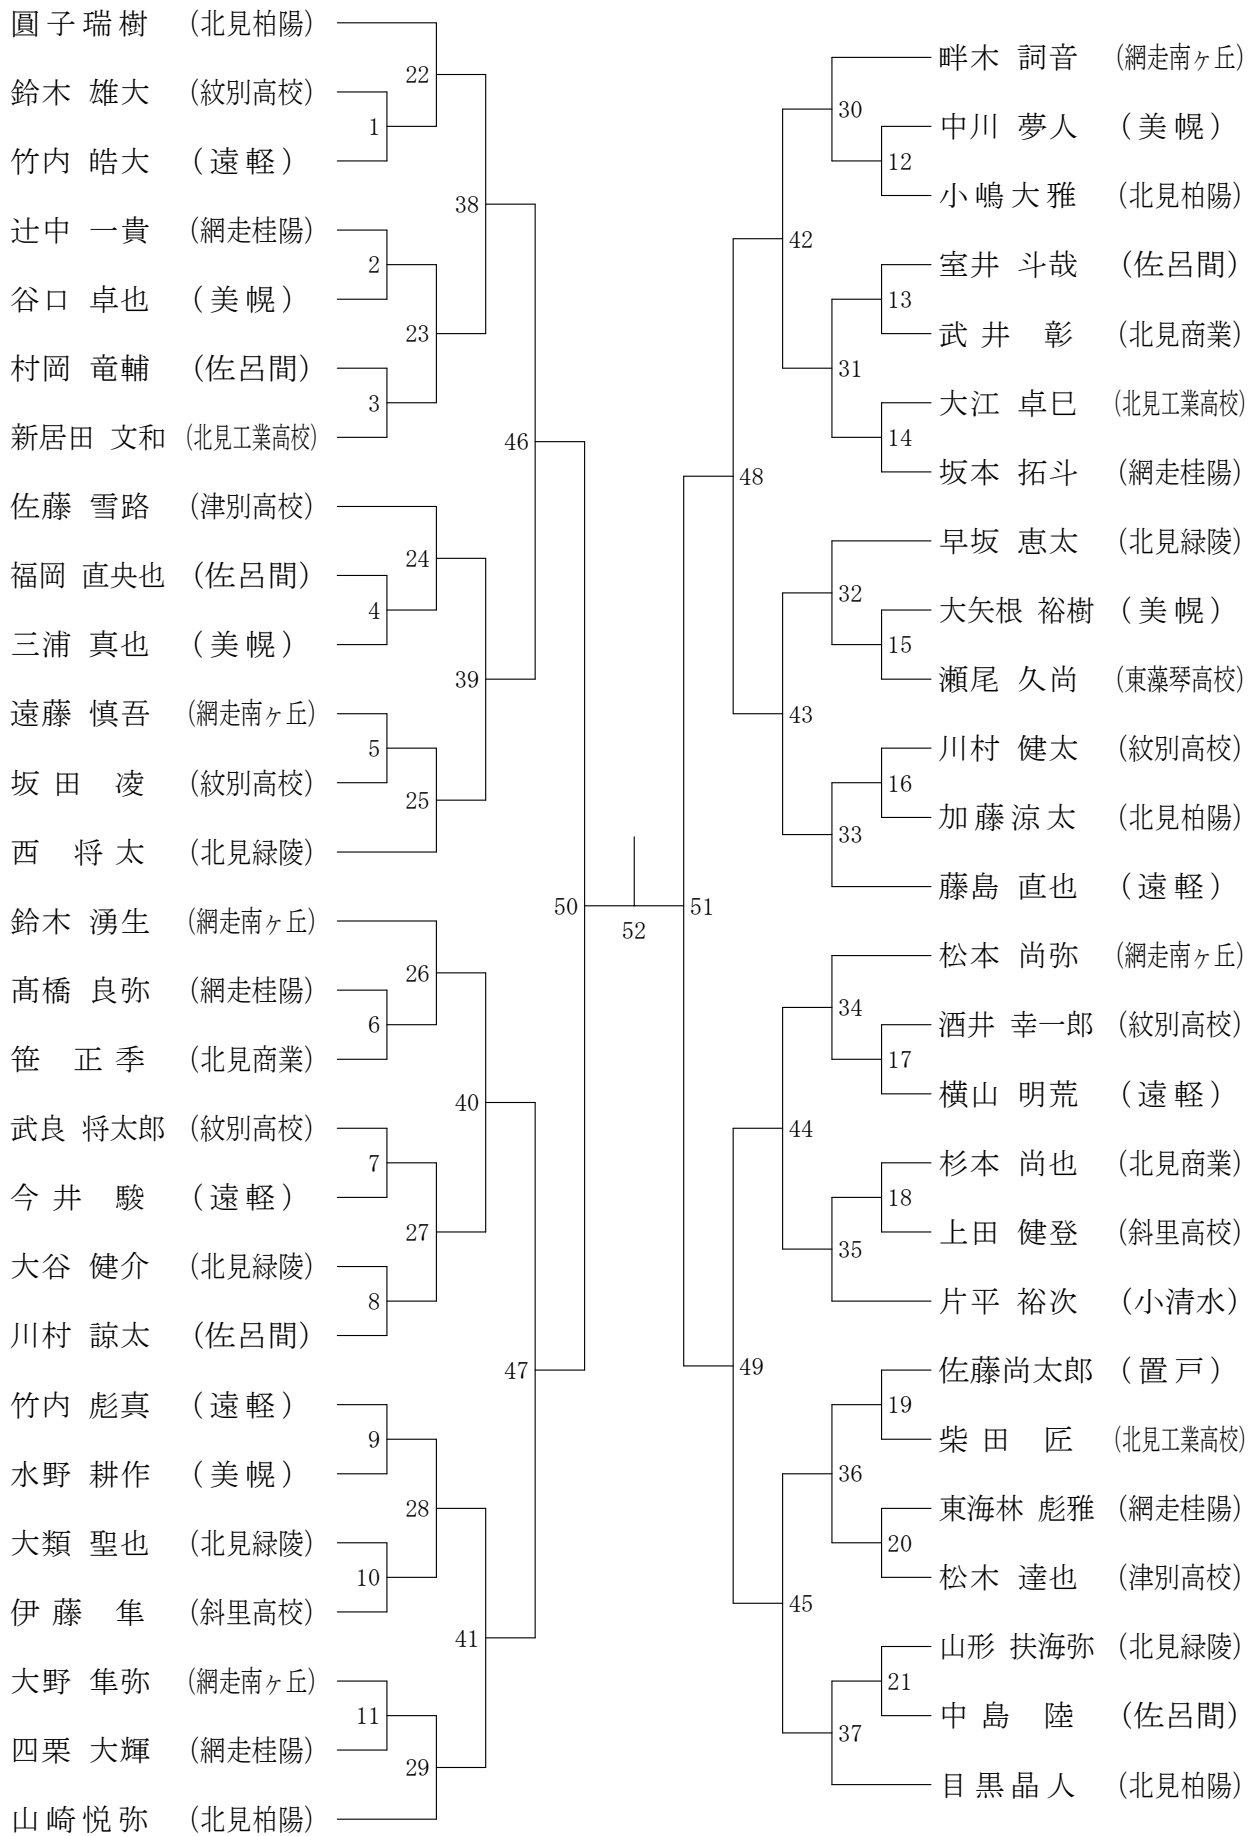 圓子瑞樹 (北見柏陽)
22
鈴木 雄大 (紋別高校)
1
竹内 皓大 (遠軽)
38
辻中 一貴 (網走桂陽)
2
谷口 卓也 (美幌)
23
村岡 竜輔 (佐呂間)
3
新居田 文和 (北見工業高校)
46
佐藤 雪路 (津別高校)
24
福岡 直央也 (佐呂間)
4
三浦 真也 (美幌)
39
遠藤 慎吾 (網走南ヶ丘)
5
坂田 凌 (紋別高校)
25
西 将太 (北見緑陵)
50
鈴木 湧生 (網走南ヶ丘)
26
髙橋 良弥 (網走桂陽)
6
笹 正季 (北見商業)
40
武良 将太郎 (紋別高校)
7
今井 駿 (遠軽)
27
大谷 健介 (北見緑陵)
8
川村 諒太 (佐呂間)
47
竹内 彪真 (遠軽)
9
水野 耕作 (美幌)
28
大類 聖也 (北見緑陵)
10
伊藤 隼 (斜里高校)
41
大野 隼弥 (網走南ヶ丘)
11
四栗 大輝 (網走桂陽)
29
山崎悦弥 (北見柏陽)
52
畔木 詞音 (網走南ヶ丘)
30
中川 夢人 (美幌)
12
小嶋大雅 (北見柏陽)
42
室井 斗哉 (佐呂間)
13
武井 彰 (北見商業)
31
大江 卓巳 (北見工業高校)
14
坂本 拓斗 (網走桂陽)
48
早坂 恵太 (北見緑陵)
32
大矢根 裕樹 (美幌)
15
瀬尾 久尚 (東藻琴高校)
43
川村 健太 (紋別高校)
16
加藤涼太 (北見柏陽)
33
藤島 直也 (遠軽)
51
松本 尚弥 (網走南ヶ丘)
34
酒井 幸一郎 (紋別高校)
17
横山 明荒 (遠軽)
44
杉本 尚也 (北見商業)
18
上田 健登 (斜里高校)
35
片平 裕次 (小清水)
49
佐藤尚太郎 (置戸)
19
柴田 匠 (北見工業高校)
36
東海林 彪雅 (網走桂陽)
20
松木 達也 (津別高校)
45
山形 扶海弥 (北見緑陵)
21
中島 陸 (佐呂間)
37
目黒晶人 (北見柏陽)